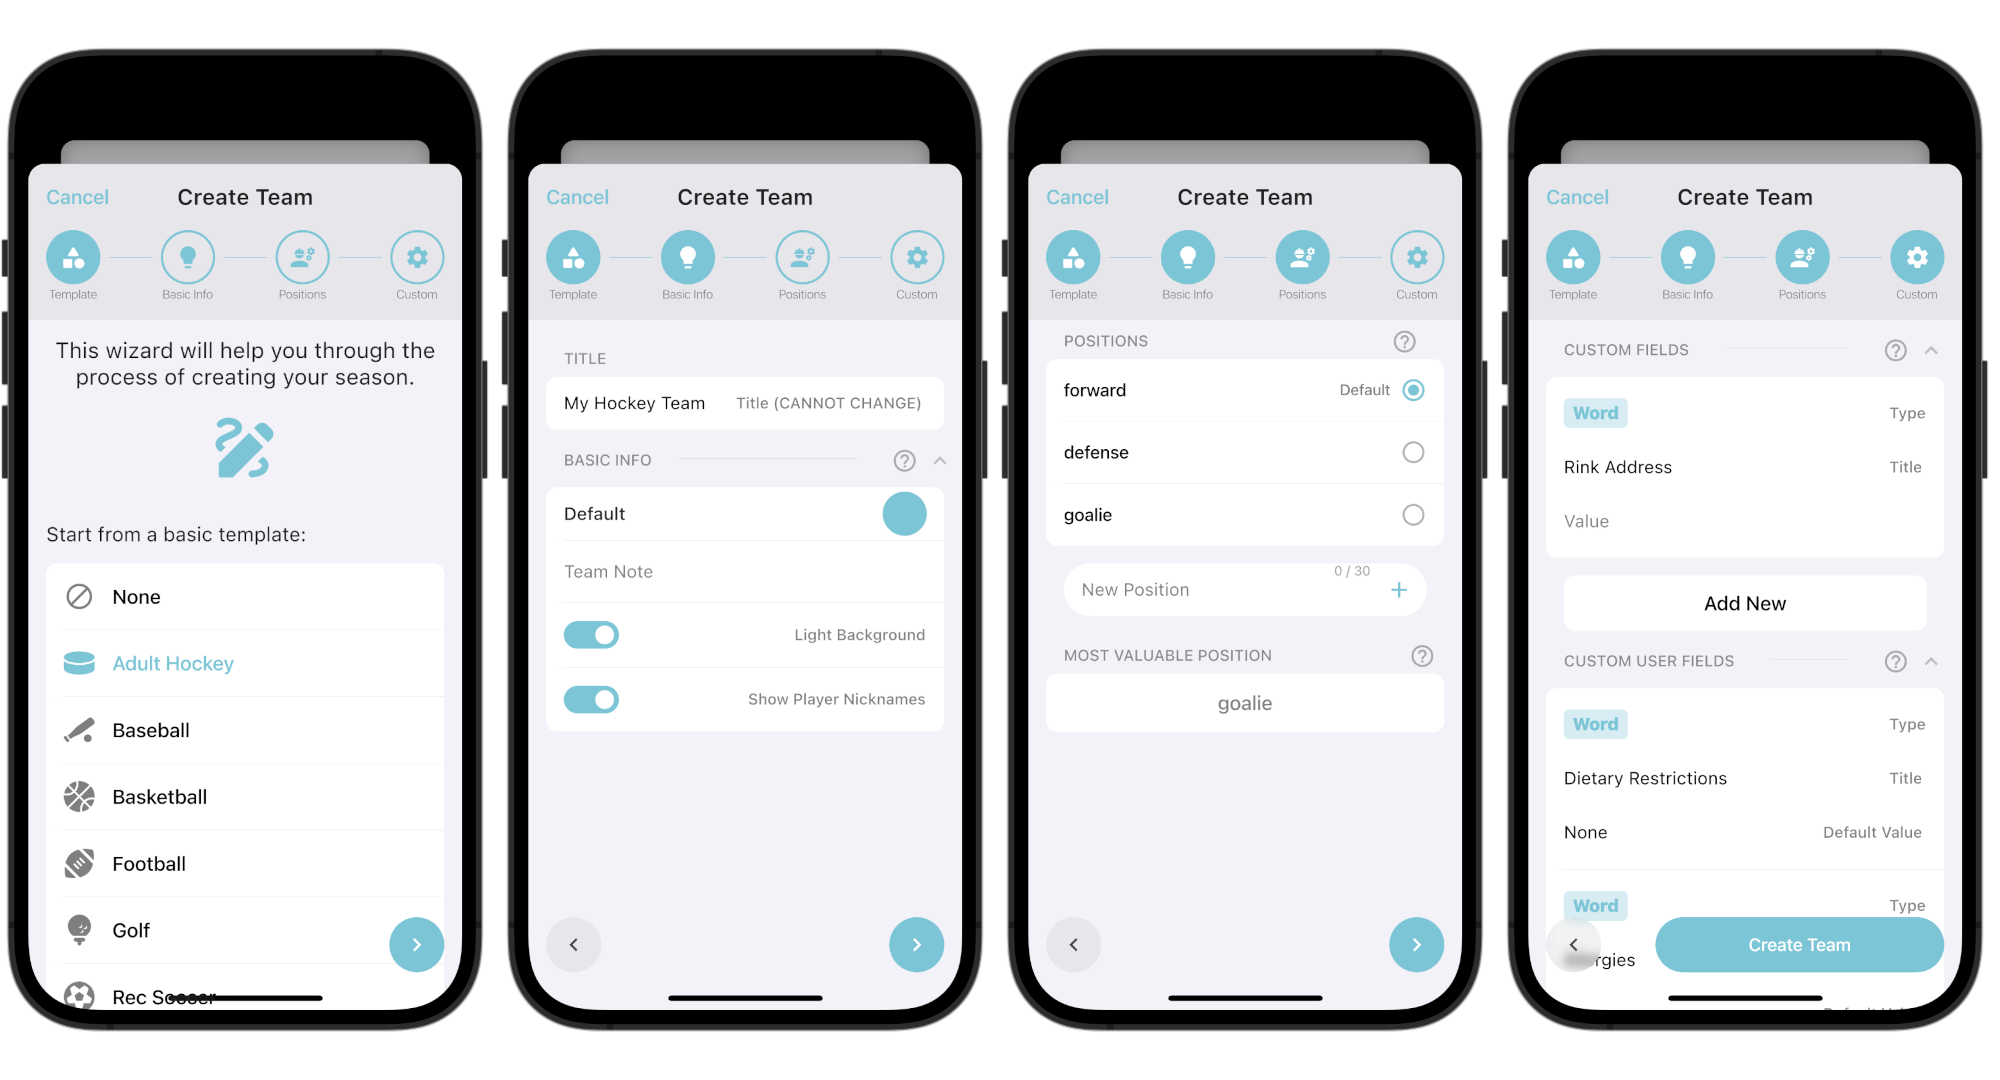 Cancel Create Team
Template Basic Info Positions Custom
This wizard will help you through the
process of creating your season.
Start from a basic template:
None
Adult Hockey
Baseball
Basketball
Football
Golf
Rec Soccer
Cancel Create Team
Template Basic Info Positions Custom
TITLE
My Hockey Team Title (CANNOT CHANGE)
BASIC INFO
Default
Team Note
Light Background
Show Player Nicknames
Cancel Create Team
Template Basic Info Positions Custom
POSITIONS
forward Default
defense
goalie
0 / 30
New Position
MOST VALUABLE POSITION
goalie
Cancel Create Team
Template Basic Info Positions Custom
CUSTOM FIELDS
Word Type
Rink Address Title
Value
Add New
CUSTOM USER FIELDS
Word Type
Dietary Restrictions Title
None Default Value
Word Type
Create Team